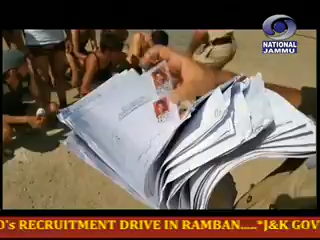 NATIONAL
JAMMU
O's RECRUITMENT DRIVE IN RAMBAN.....*J&K GOV